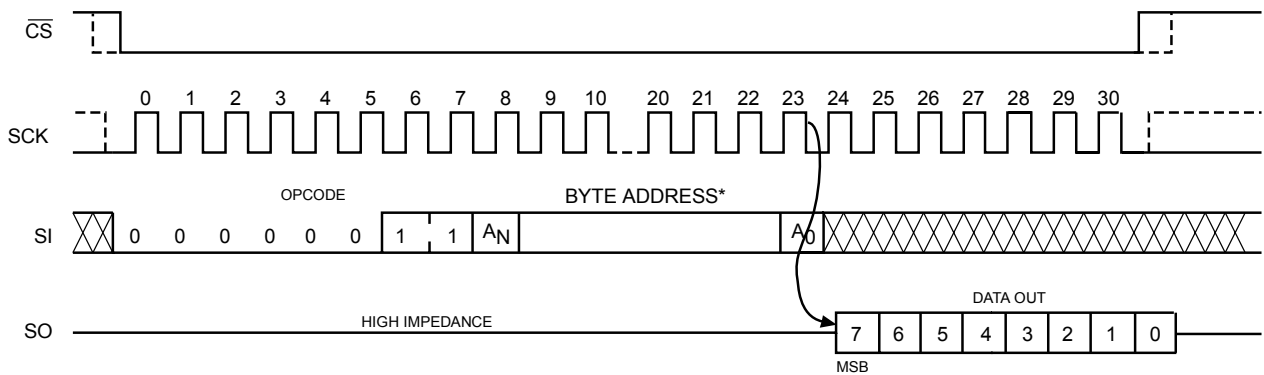 CS
0 1 2 3 4 5 6 7 8 9 10 20 21 22 23 24 25 26 27 28 29 30
SCK
OPCODE
BYTE ADDRESS*
SI 0 0 0 0 0 0 1 1 AN A0
DATA OUT
SO HIGH IMPEDANCE 7 6 5 4 3 2 1 0
MSB